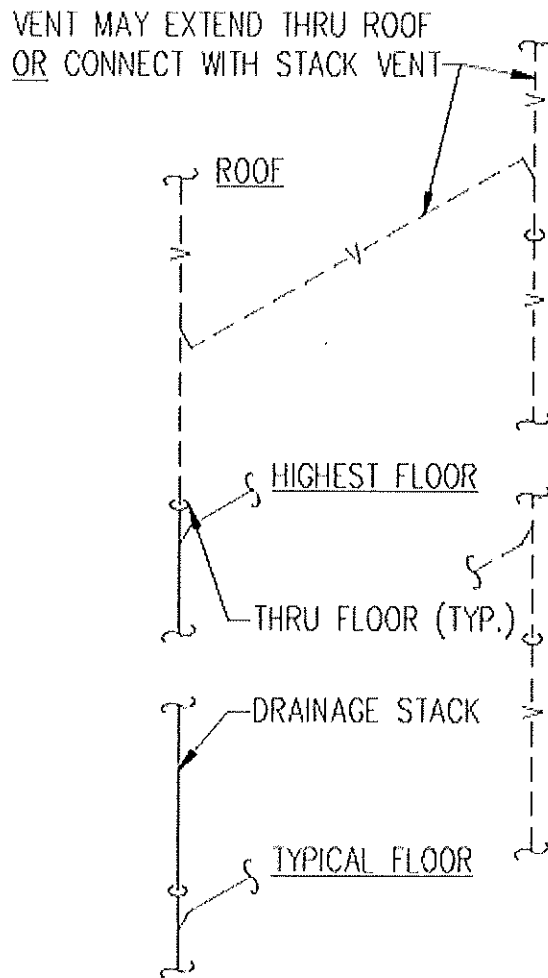 VENT MAY EXTEND THRU ROOF
OR CONNECT WITH STACK VENT
ROOF
V
V
V
V
HIGHEST FLOOR
THRU FLOOR (TYP.)
V
DRAINAGE STACK
TYPICAL FLOOR